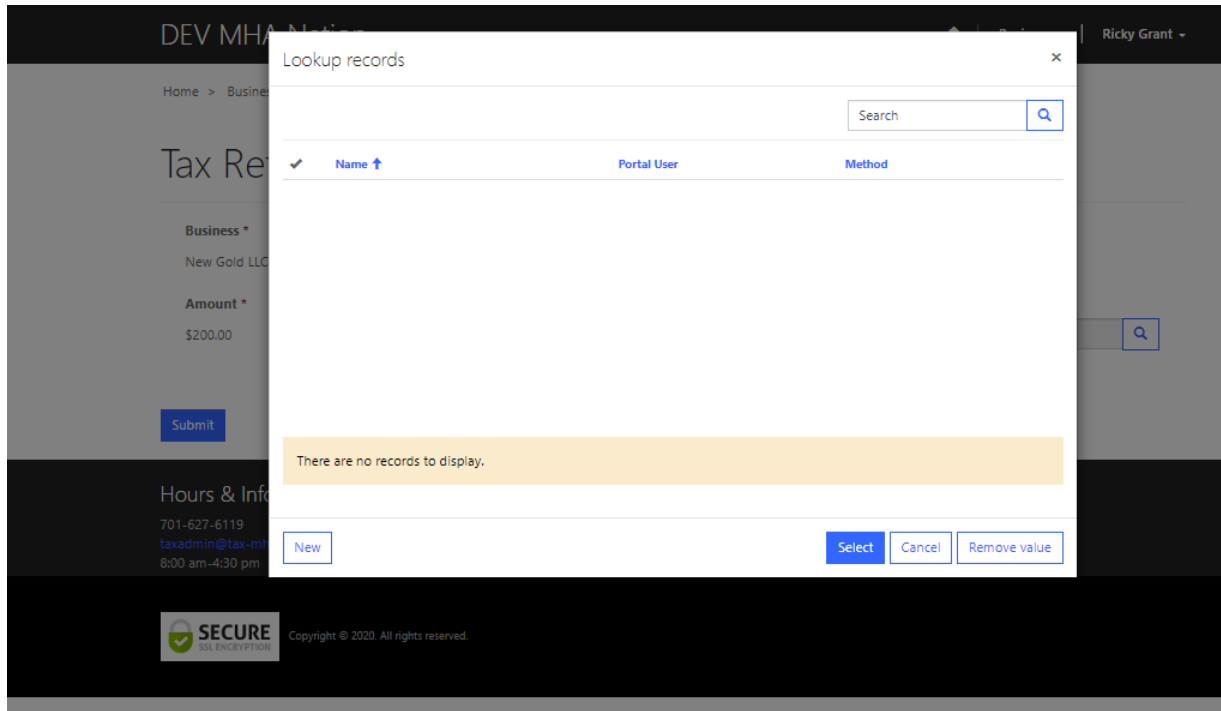 DEV MHA Nation
Ricky Grant
Lookup records
×
Home > Busine
Search
Tax Re
Name Portal User Method
Business *
New Gold LLC
Amount *
$200.00
Submit
There are no records to display.
Hours & Info
701-627-6119
taxadmin@tax-mh
8:00 am-4:30 pm
New Select Cancel Remove value
SECURE
SSL ENCRYPTION
Copyright © 2020. All rights reserved.